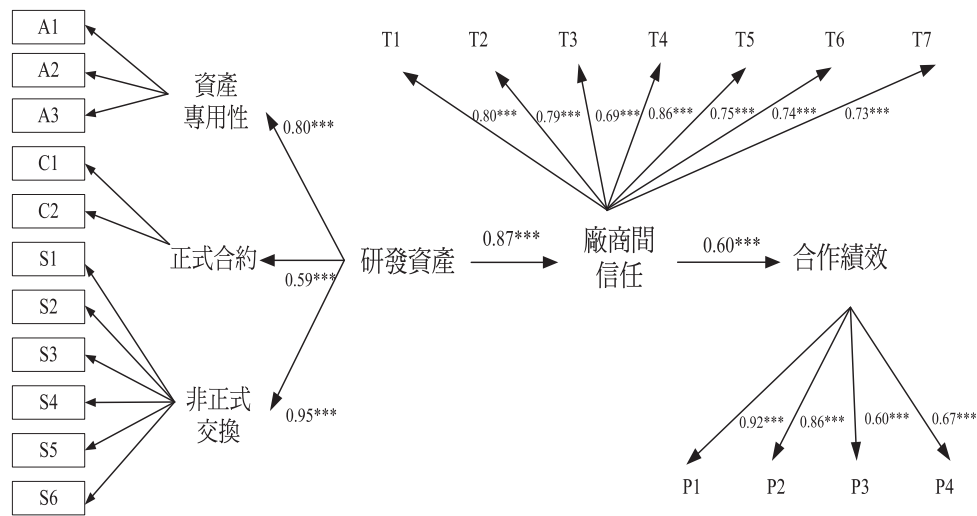 A1
A2
A3
C1
C2
S1
S2
S3
S4
S5
S6
資產
專用性
正式合約
非正式
交換
0.80***
0.59***
0.95***
研發資產
0.87***
廠商間
信任
0.60***
合作績效
T1 T2 T3 T4 T5 T6 T7
0.80*** 0.79*** 0.69*** 0.86*** 0.75*** 0.74*** 0.73***
0.92*** 0.86*** 0.60*** 0.67***
P1 P2 P3 P4